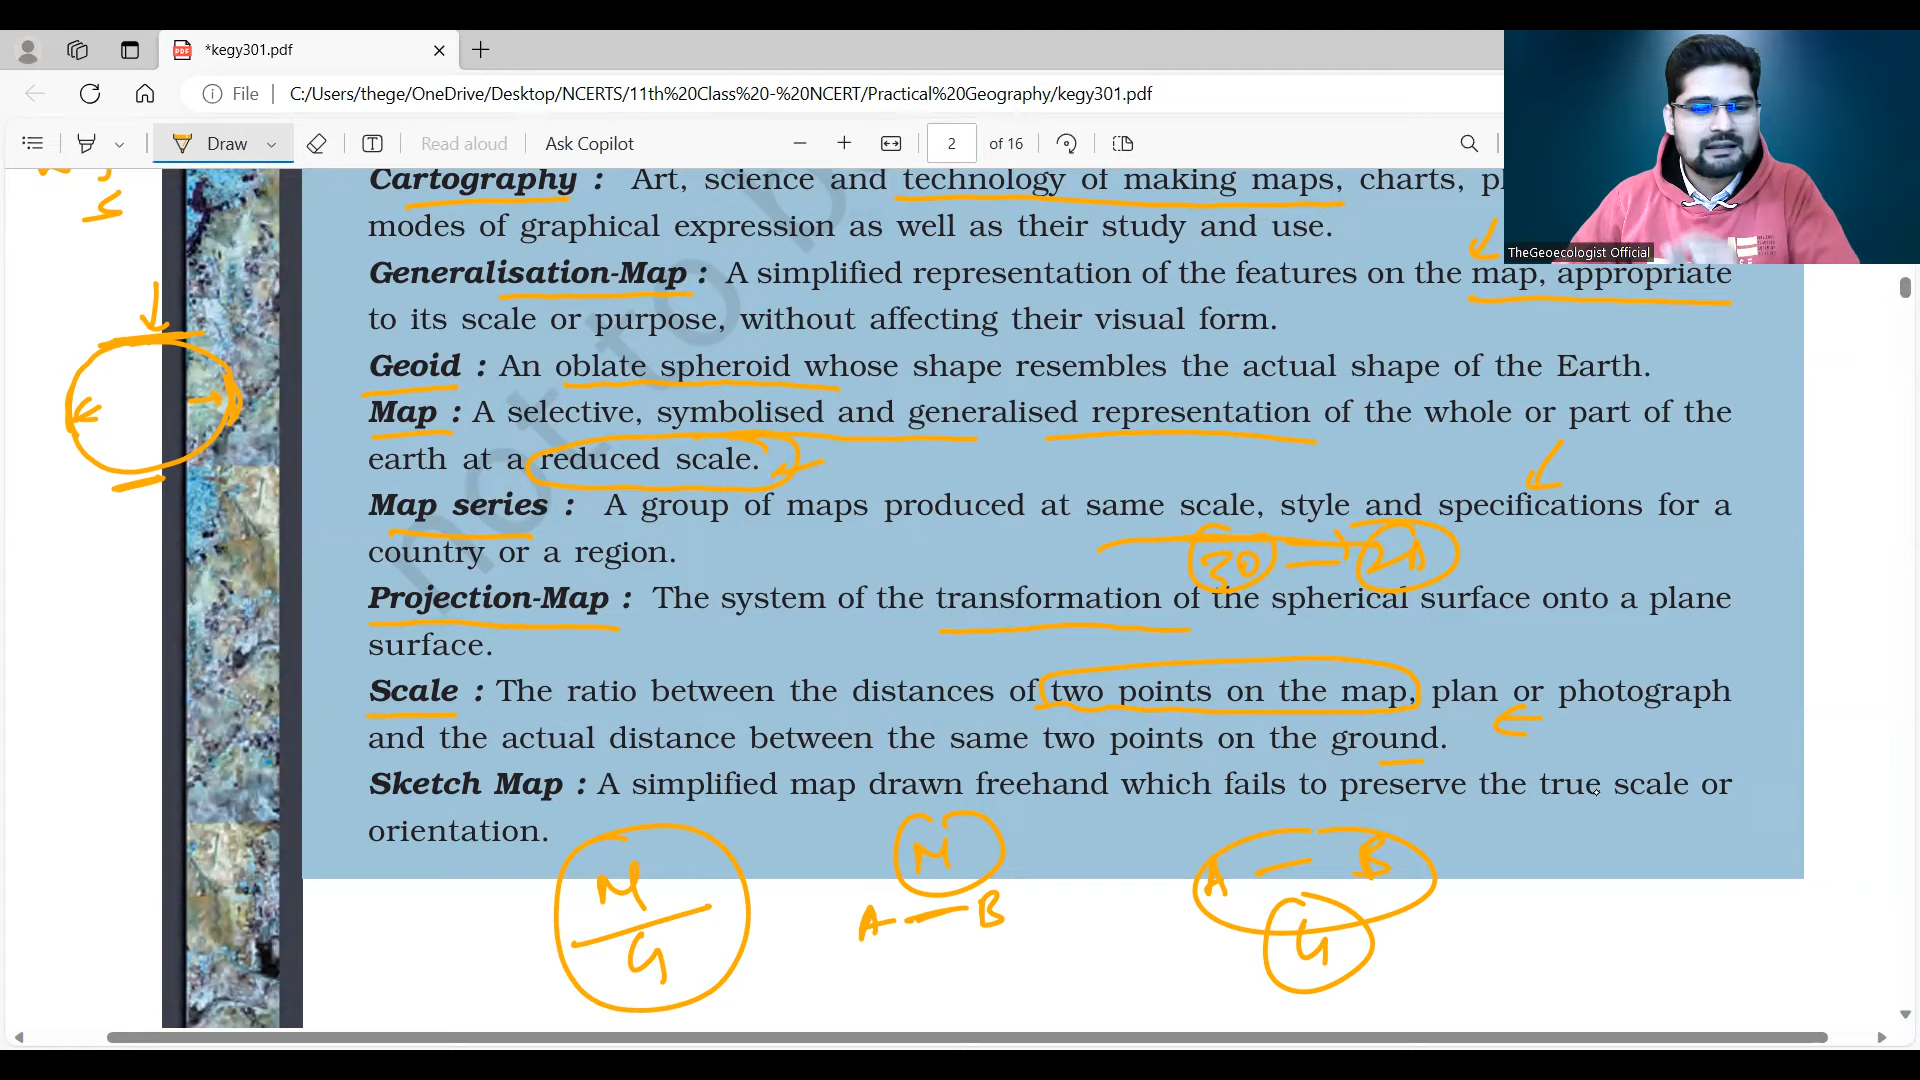 *kegy301.pdf
File
C:/Users/thege/OneDrive/Desktop/NCERTS/11th%20Class%20-%20NCERT/Practical%20Geography/kegy301.pdf
Draw
Read aloud
Ask Copilot
2 of 16
TheGeoecologist Official
Cartography : Art, science and technology of making maps, charts,
modes of graphical expression as well as their study and use.
Generalisation-Map : A simplified representation of the features on the map, appropriate
to its scale or purpose, without affecting their visual form.
Geoid : An oblate spheroid whose shape resembles the actual shape of the Earth.
Map : A selective, symbolised and generalised representation of the whole or part of the
earth at a reduced scale.
Map series : A group of maps produced at same scale, style and specifications for a
country or a region.
30 2D
Projection-Map : The system of the transformation of the spherical surface onto a plane
surface.
Scale : The ratio between the distances of two points on the map, plan or photograph
and the actual distance between the same two points on the ground.
Sketch Map : A simplified map drawn freehand which fails to preserve the true scale or
orientation.
not to b
M
G
M
A — B
A — B
G